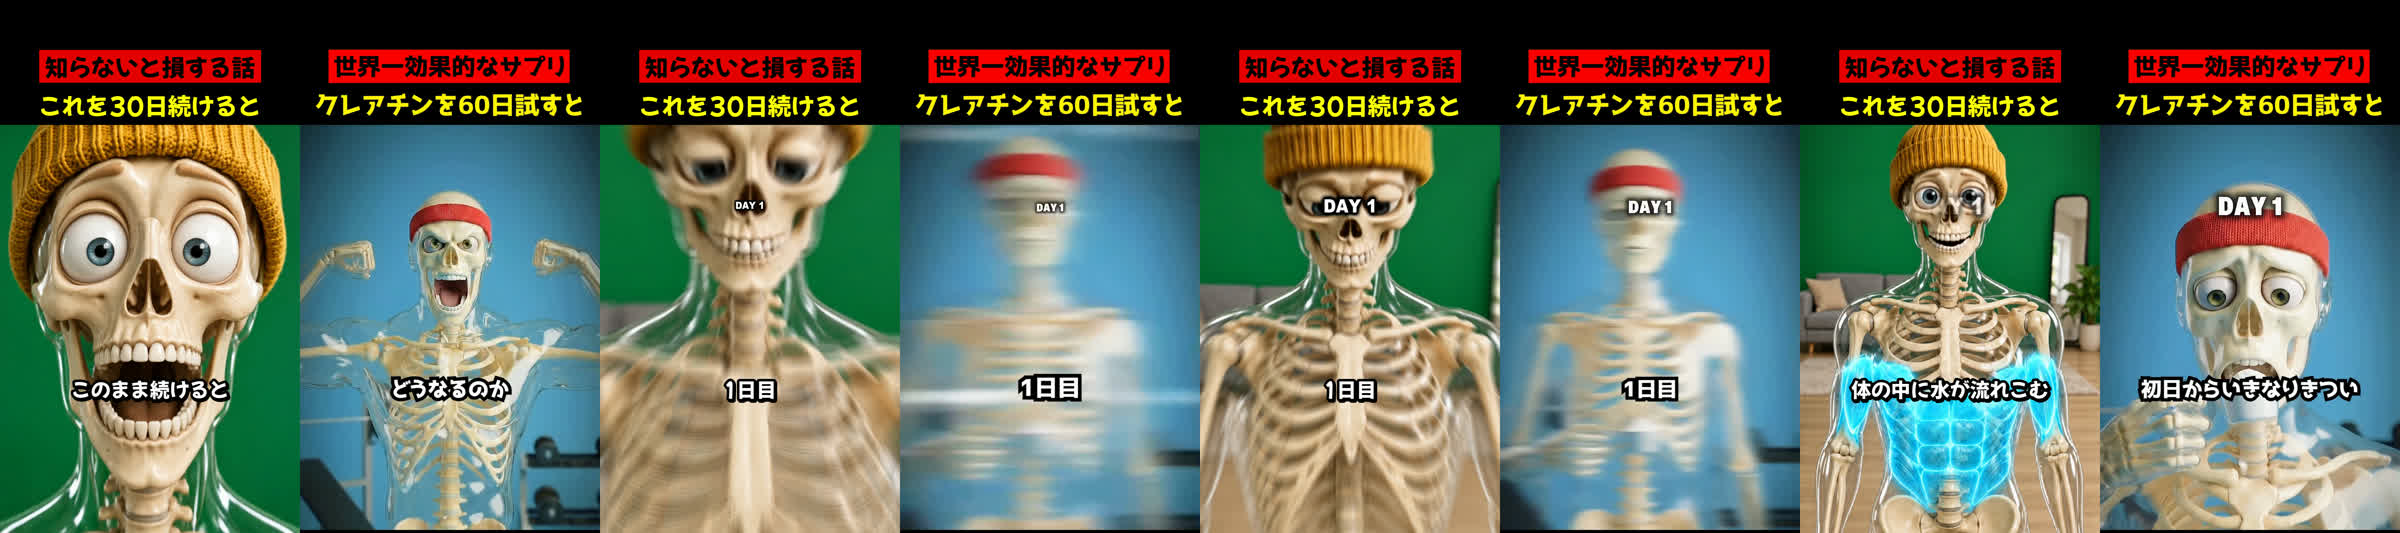 知らないと損する話
これを30日続けると
このまま続けると
世界一効果的なサプリ
クレアチンを60日試すと
どうなるのか
知らないと損する話
これを30日続けると
DAY 1
1日目
世界一効果的なサプリ
クレアチンを60日試すと
DAY 1
1日目
知らないと損する話
これを30日続けると
DAY 1
1日目
世界一効果的なサプリ
クレアチンを60日試すと
DAY 1
1日目
知らないと損する話
これを30日続けると
1
体の中に水が流れこむ
世界一効果的なサプリ
クレアチンを60日試すと
DAY 1
初日からいきなりきつい